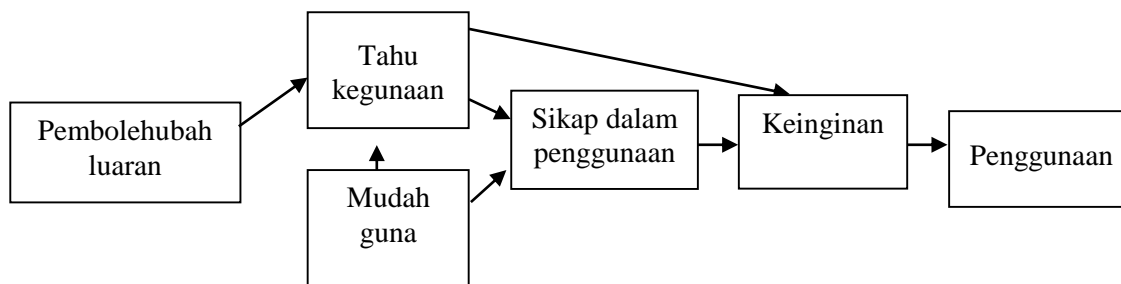 Pembolehubah
luaran
Tahu
kegunaan
Mudah
guna
Sikap dalam
penggunaan
Keinginan
Penggunaan